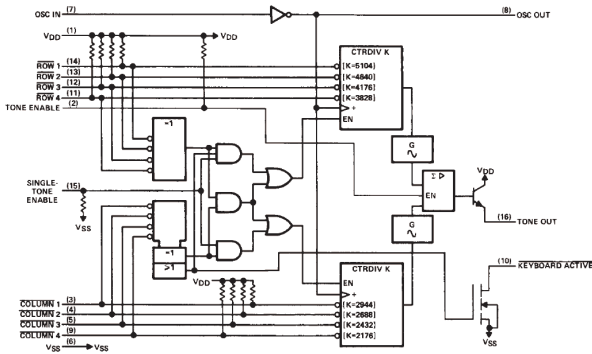 OSC IN (7)
(8) OSC OUT
VDD (1)
VDD
CTRDIV K
ROW 1 (14)
[K=5104]
ROW 2 (13)
[K=4640]
ROW 3 (12)
[K=4176]
ROW 4 (11)
[K=3828]
TONE ENABLE (2)
+
EN
=1
G
Σ
VDD
EN
SINGLE-
TONE
ENABLE
(15)
(16) TONE OUT
VSS
G
=1
>1
(10) KEYBOARD ACTIVE
CTRDIV K
VDD
EN
+
COLUMN 1 (3)
[K=2944]
COLUMN 2 (4)
[K=2688]
COLUMN 3 (5)
[K=2432]
COLUMN 4 (9)
[K=2176]
VSS (6)
VSS
VSS